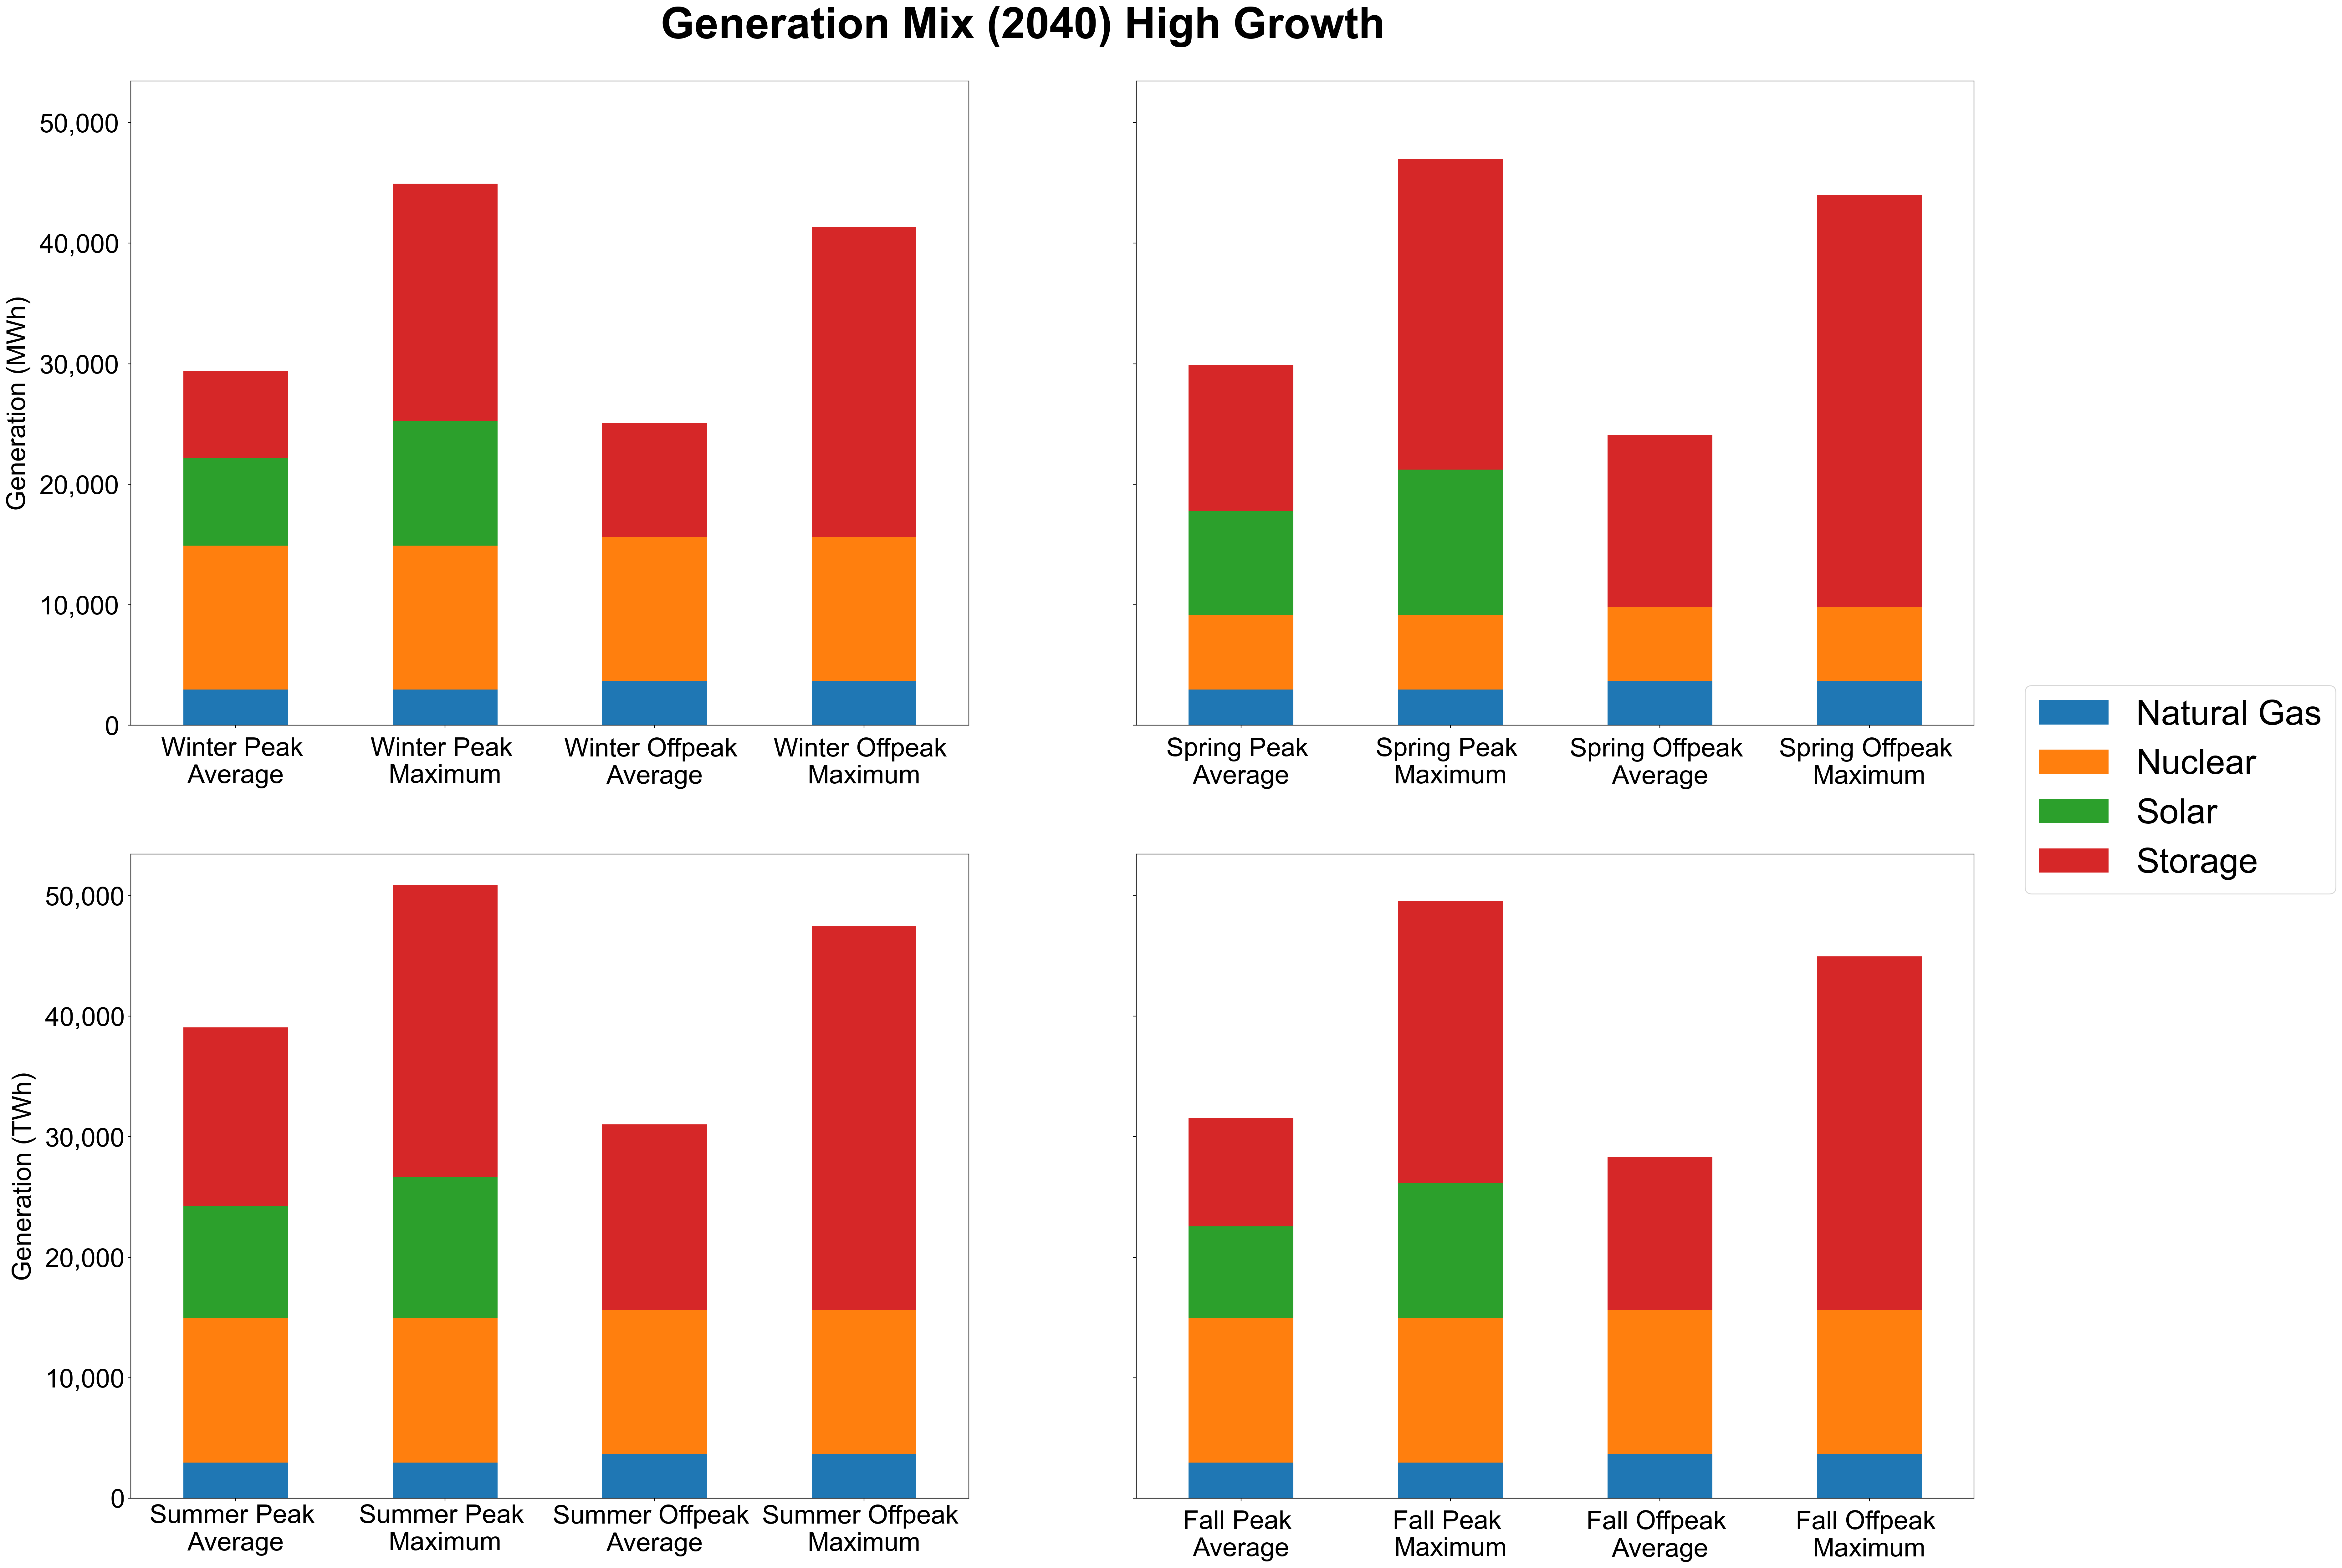 Generation Mix (2040) High Growth
Generation (MWh)
50,000
40,000
30,000
20,000
10,000
0
Winter Peak
Average
Winter Peak
Maximum
Winter Offpeak
Average
Winter Offpeak
Maximum
Spring Peak
Average
Spring Peak
Maximum
Spring Offpeak
Average
Spring Offpeak
Maximum
Natural Gas
Nuclear
Solar
Storage
Generation (TWh)
50,000
40,000
30,000
20,000
10,000
0
Summer Peak
Average
Summer Peak
Maximum
Summer Offpeak
Average
Summer Offpeak
Maximum
Fall Peak
Average
Fall Peak
Maximum
Fall Offpeak
Average
Fall Offpeak
Maximum